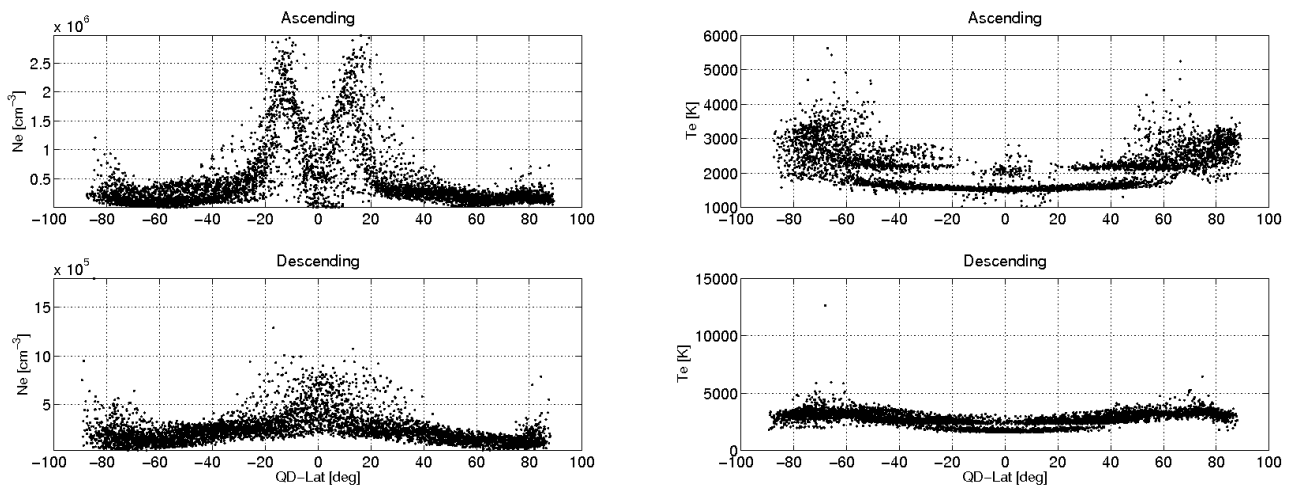 Ascending
x 10^6
Ne [cm^−3]
2.5
2
1.5
1
0.5
−100 −80 −60 −40 −20 0 20 40 60 80 100
Ascending
Te [K]
6000
5000
4000
3000
2000
1000
−100 −80 −60 −40 −20 0 20 40 60 80 100
Descending
x 10^5
Ne [cm^−3]
15
10
5
−100 −80 −60 −40 −20 0 20 40 60 80 100
QD−Lat [deg]
Descending
Te [K]
15000
10000
5000
0
−100 −80 −60 −40 −20 0 20 40 60 80 100
QD−Lat [deg]